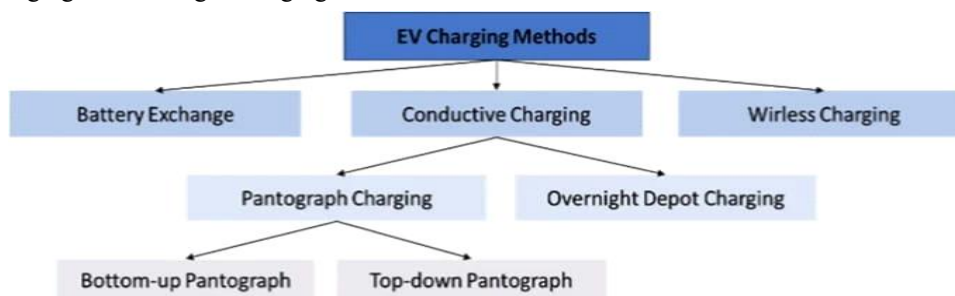 EV Charging Methods
Battery Exchange
Conductive Charging
Wirless Charging
Pantograph Charging
Overnight Depot Charging
Bottom-up Pantograph
Top-down Pantograph